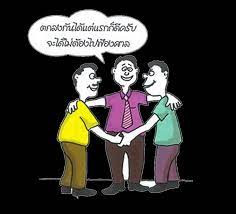 ตกลงกันได้แต่แรกก็ดีครับ
จะได้ไม่ต้องไปฟ้องศาล